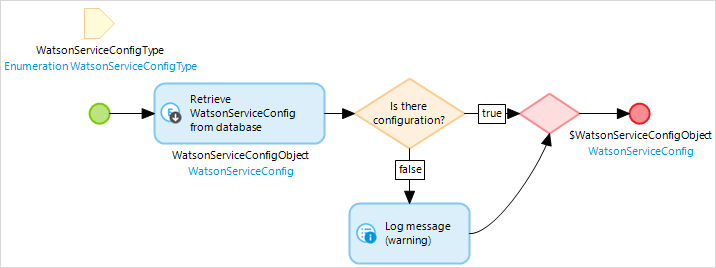 WatsonServiceConfigType
Enumeration WatsonServiceConfigType
Retrieve
WatsonServiceConfig
from database
WatsonServiceConfigObject
WatsonServiceConfig
Is there
configuration?
true
false
Log message
(warning)
$WatsonServiceConfigObject
WatsonServiceConfig